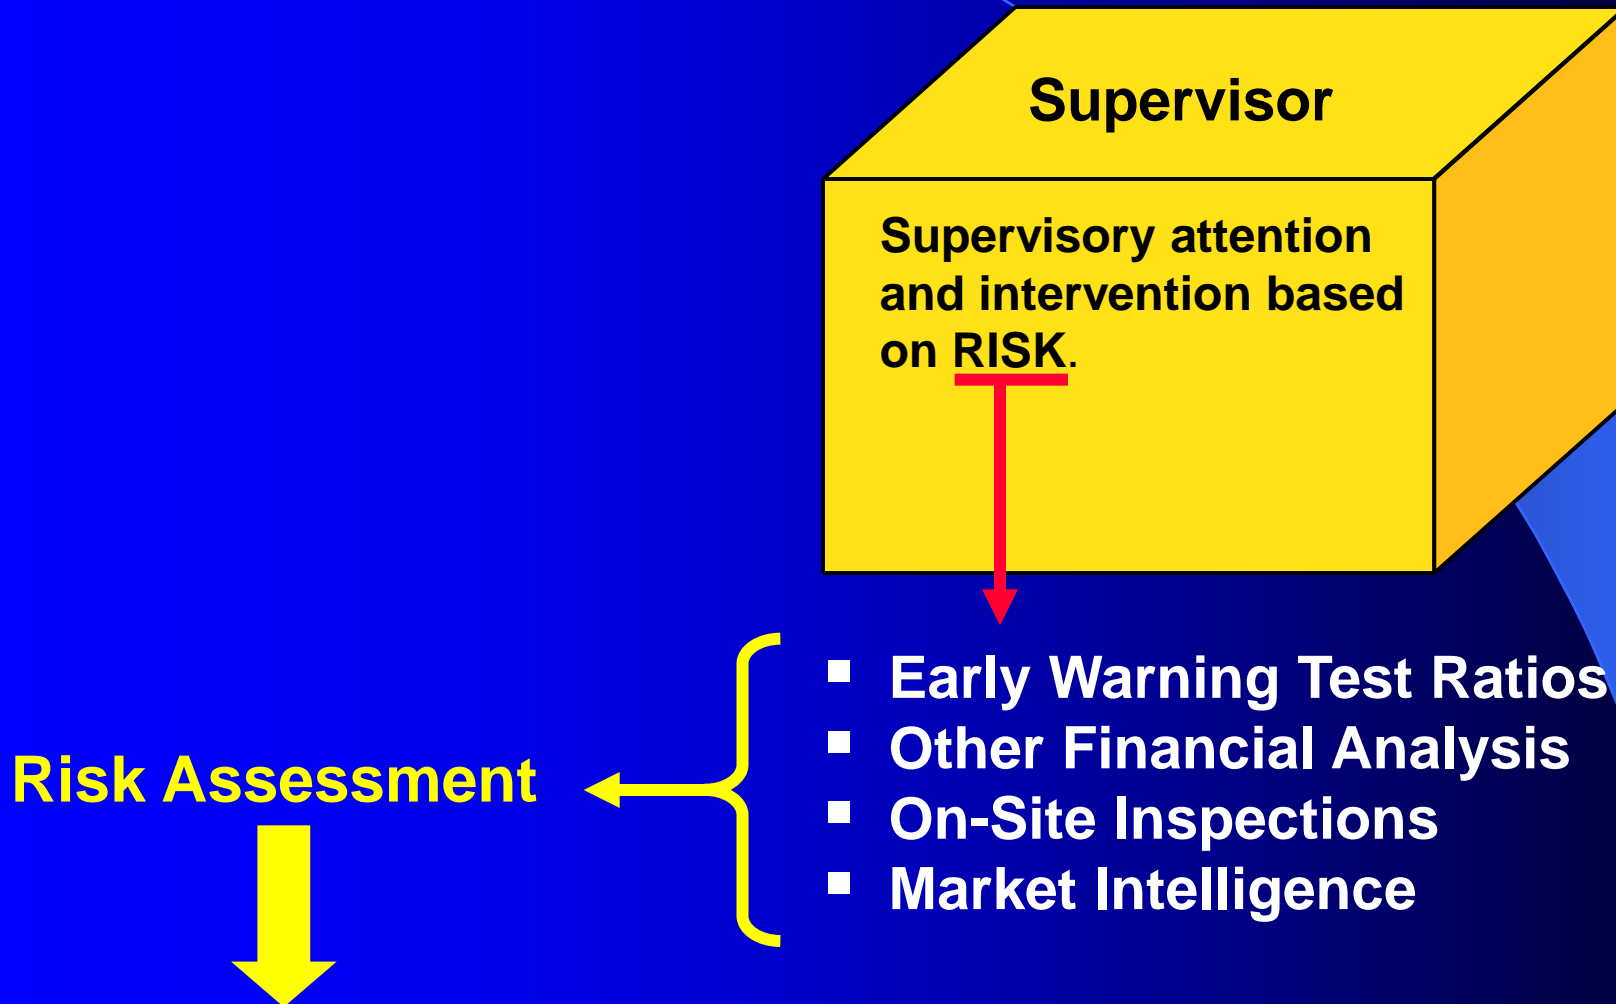 Supervisor
Supervisory attention
and intervention based
on RISK.
Early Warning Test Ratios
Other Financial Analysis
On-Site Inspections
Market Intelligence
Risk Assessment